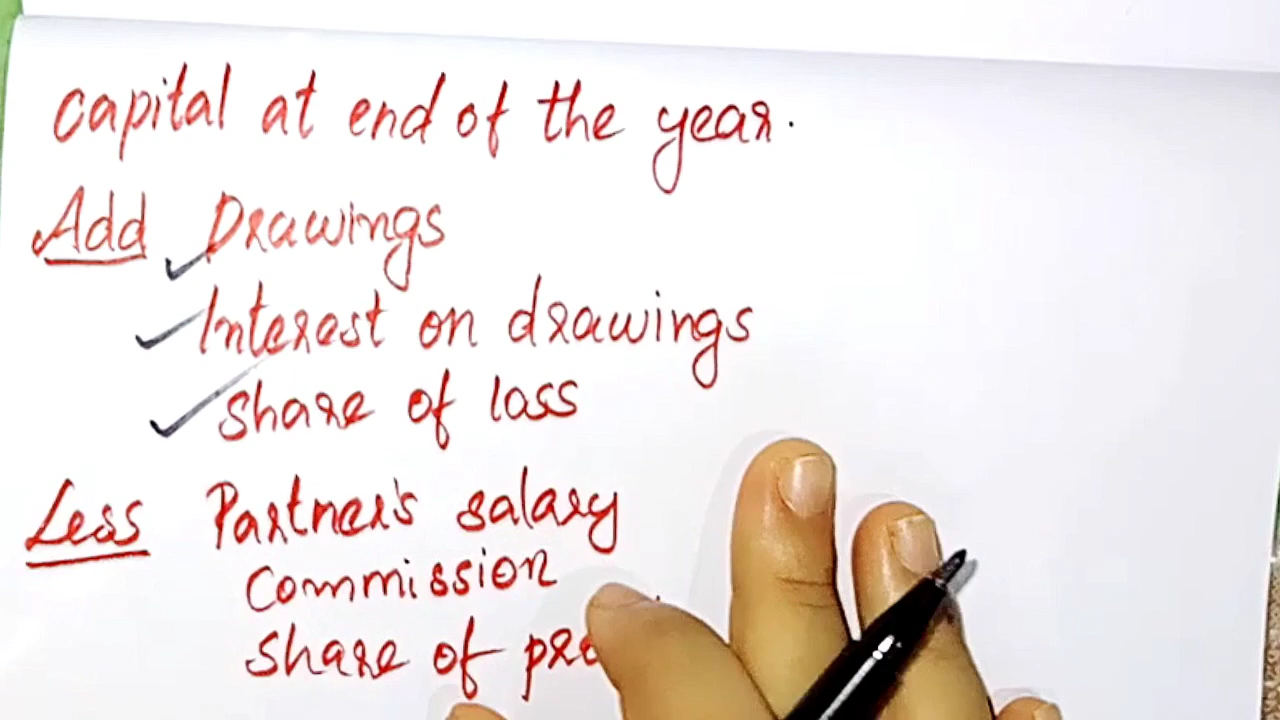 Capital at end of the year.
Add Drawings
Interest on drawings
Share of loss
Less Partner's salary
Commission
Share of